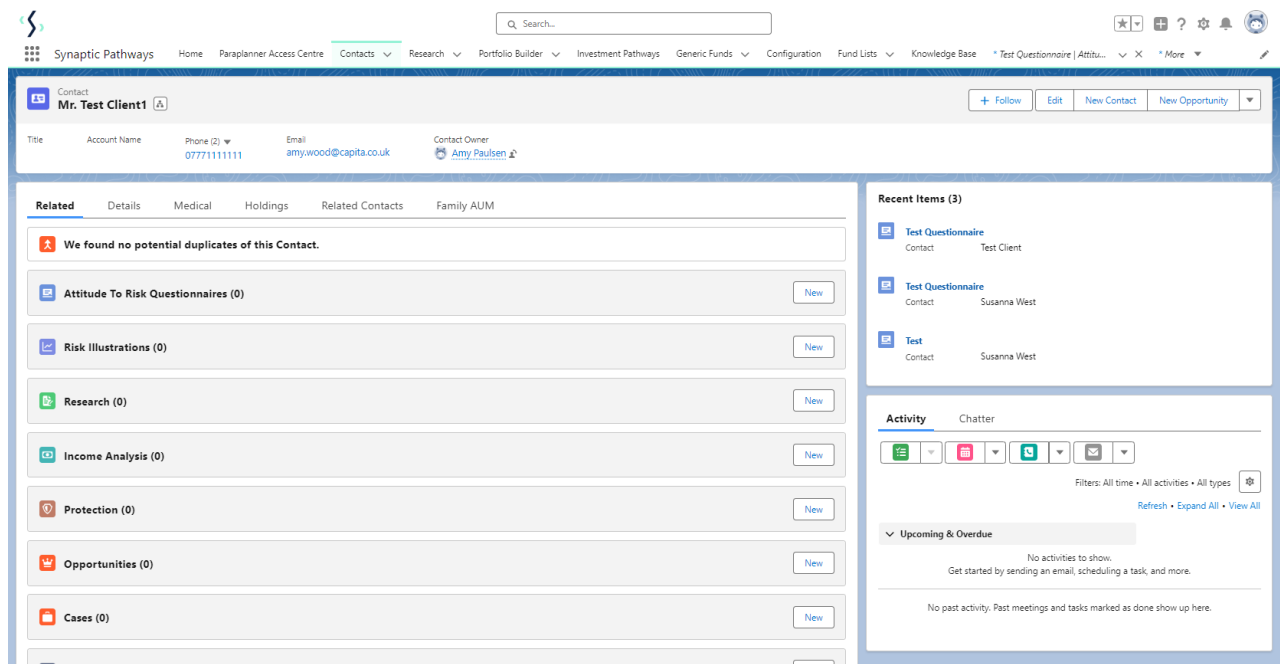 Search...
Synaptic Pathways Home Paraplanner Access Centre Contacts Research Portfolio Builder Investment Pathways Generic Funds Configuration Fund Lists Knowledge Base * Test Questionnaire | Attitu... * More
Contact
Mr. Test Client1
+ Follow Edit New Contact New Opportunity
Title Account Name Phone (2) Email Contact Owner
07771111111 amy.wood@capita.co.uk Amy Paulsen
Related Details Medical Holdings Related Contacts Family AUM
We found no potential duplicates of this Contact.
Attitude To Risk Questionnaires (0) New
Risk Illustrations (0) New
Research (0) New
Income Analysis (0) New
Protection (0) New
Opportunities (0) New
Cases (0) New
Recent Items (3)
Test Questionnaire
Contact Test Client
Test Questionnaire
Contact Susanna West
Test
Contact Susanna West
Activity Chatter
Filters: All time • All activities • All types
Refresh • Expand All • View All
Upcoming & Overdue
No activities to show.
Get started by sending an email, scheduling a task, and more.
No past activity. Past meetings and tasks marked as done show up here.